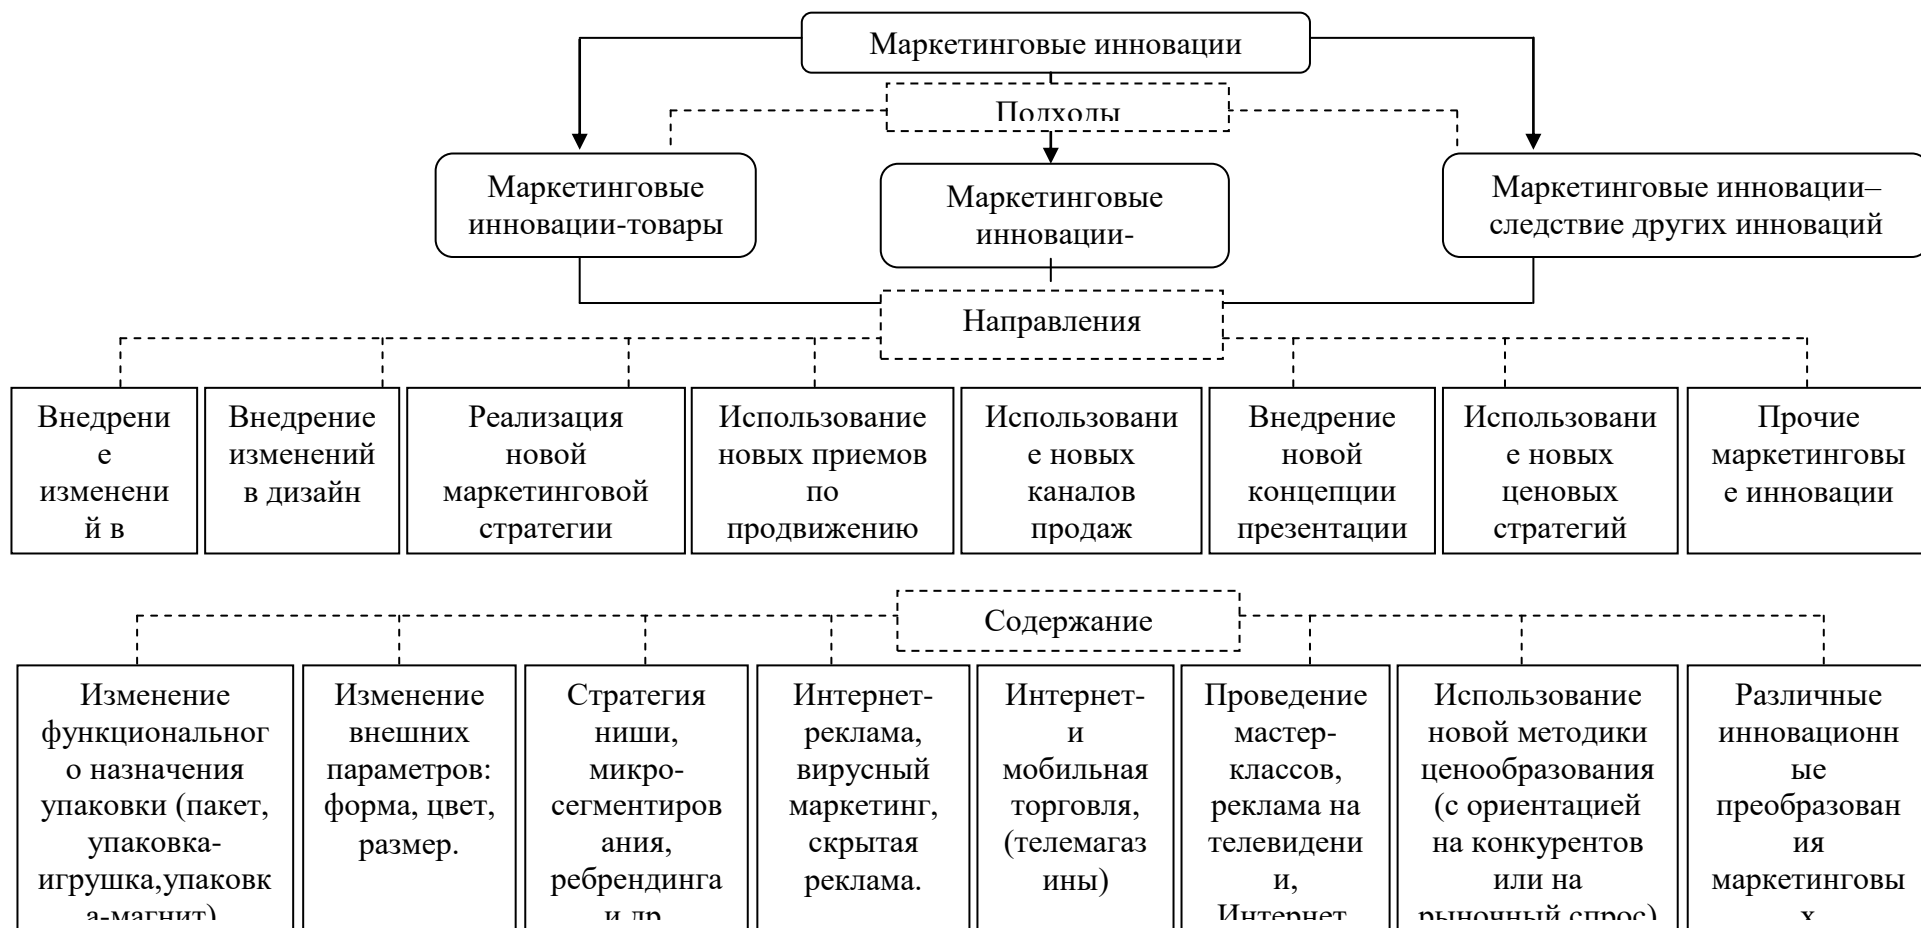 Маркетинговые инновации
Подходы
Маркетинговые
инновации-товары
Маркетинговые
инновации-
Маркетинговые инновации–
следствие других инноваций
Направления
Внедрени
е
изменени
й в
Внедрение
изменений
в дизайн
Реализация
новой
маркетинговой
стратегии
Использование
новых приемов
по
продвижению
Использовани
е новых
каналов
продаж
Внедрение
новой
концепции
презентации
Использовани
е новых
ценовых
стратегий
Прочие
маркетинговы
е инновации
Содержание
Изменение
функциональног
о назначения
упаковки (пакет,
упаковка-
игрушка,упаковк
а-магнит)
Изменение
внешних
параметров:
форма, цвет,
размер.
Стратегия
ниши,
микро-
сегментиров
ания,
ребрендинга
и др
Интернет-
реклама,
вирусный
маркетинг,
скрытая
реклама.
Интернет-
и
мобильная
торговля,
(телемагаз
ины)
Проведение
мастер-
классов,
реклама на
телевидени
и,
Интернет
Использование
новой методики
ценообразования
(с ориентацией
на конкурентов
или на
рыночный спрос)
Различные
инновационн
ые
преобразован
ия
маркетинговы
х